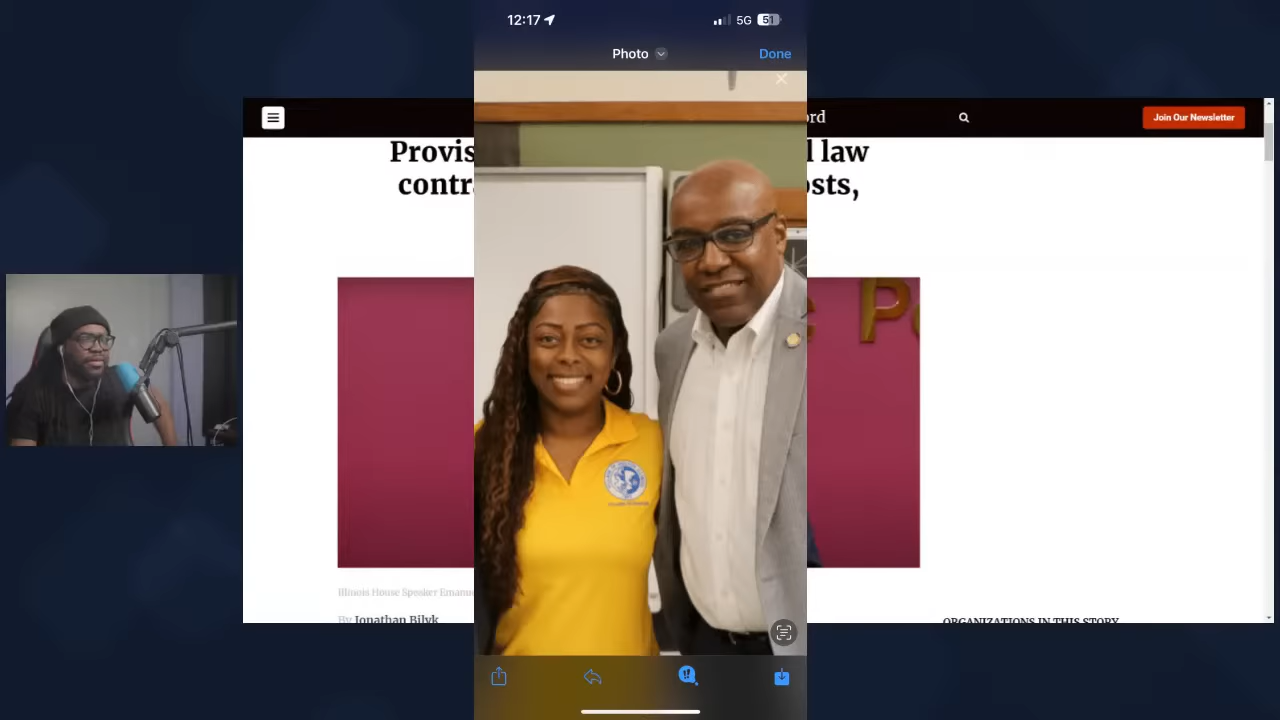 12:17
5G
51
Photo
Done
ord
Join Our Newsletter
Provis
l law
contr
osts,
P
Illinois House Speaker Emanue
By Jonathan Bilyk
ORGANIZATIONS IN THIS STORY